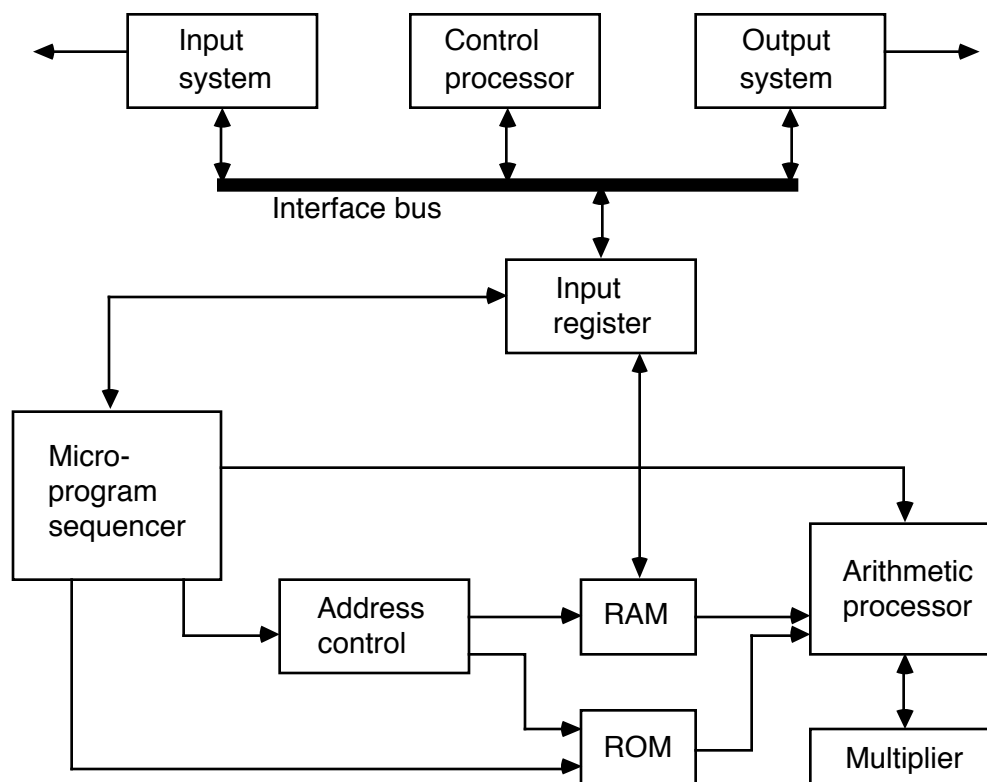 Input
system
Control
processor
Output
system
Interface bus
Input
register
Micro-
program
sequencer
Address
control
RAM
Arithmetic
processor
ROM
Multiplier